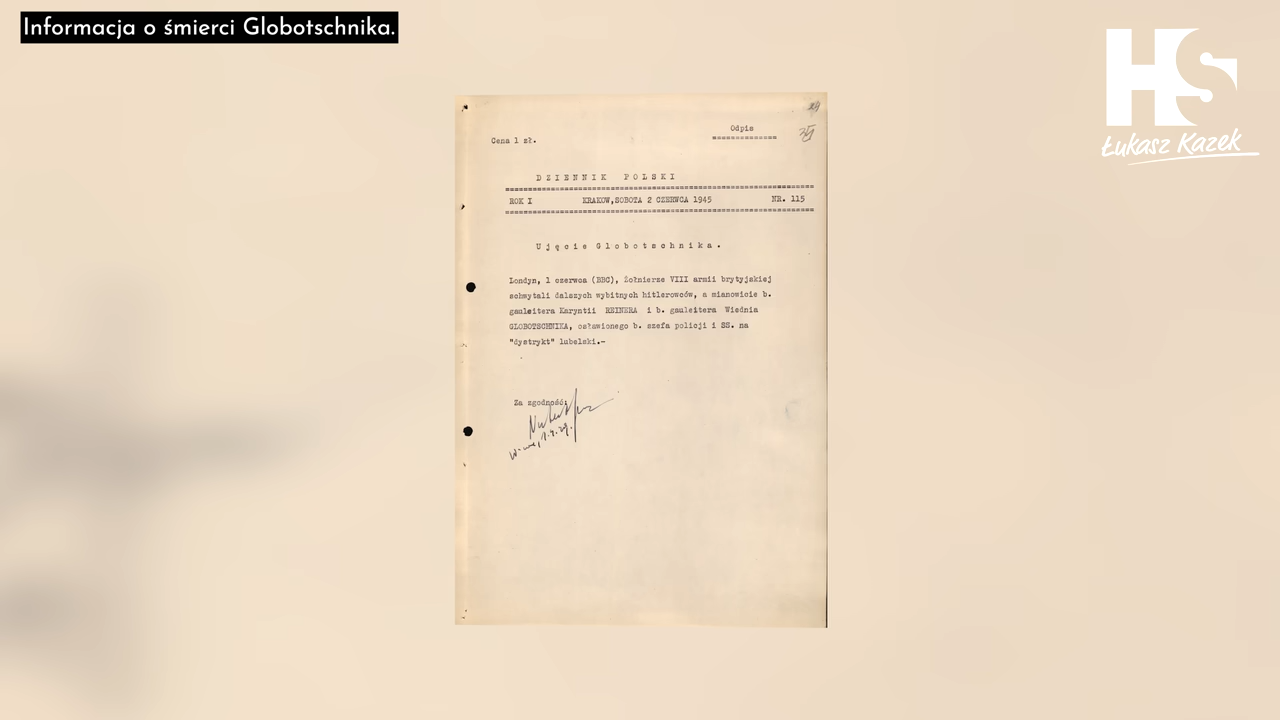 Informacja o śmierci Globotschnika.
HS
Łukasz Kazek
Odpis
Cena 1 zł.
DZIENNIK POLSKI
ROK I KRAKOW,SOBOTA 2 CZERWCA 1945 NR. 115
Ujęcie Globotschnika.
Londyn, 1 czerwca (BBC), Żołnierze VIII armii brytyjskiej
schwytali dalszych wybitnych hitlerowców, a mianowicie b.
gauleitera Karyntii REINERA i b. gauleitera Wiednia
GLOBOTSCHNIKA, osławionego b. szefa policji i SS. na
"dystrykt" lubelski.-
Za zgodność: